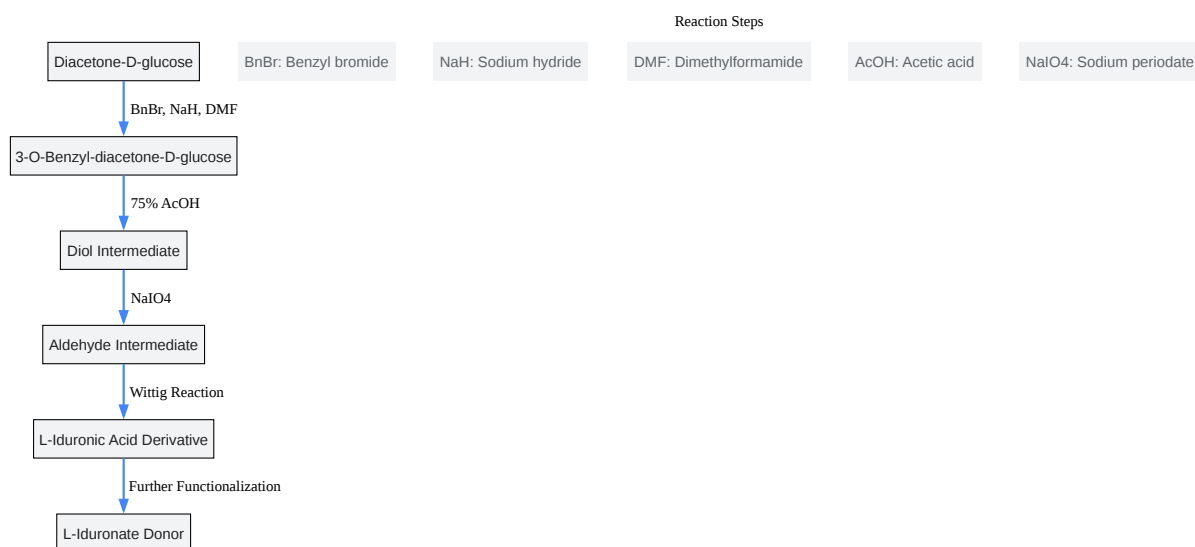 Reaction Steps
Diacetone-D-glucose
BnBr: Benzyl bromide
NaH: Sodium hydride
DMF: Dimethylformamide
AcOH: Acetic acid
NaIO4: Sodium periodate
BnBr, NaH, DMF
3-O-Benzyl-diacetone-D-glucose
75% AcOH
Diol Intermediate
NaIO4
Aldehyde Intermediate
Wittig Reaction
L-Iduronic Acid Derivative
Further Functionalization
L-Iduronate Donor